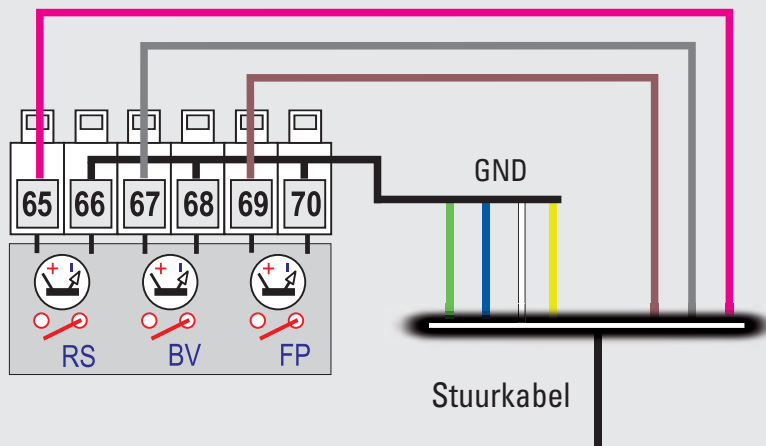 GND
65 66 67 68 69 70
+ I + I + I
RS BV FP
Stuurkabel